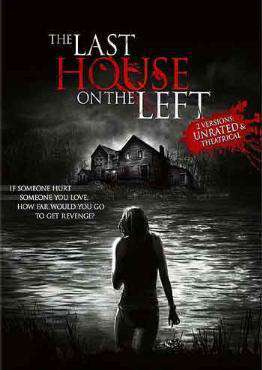 THE LAST
HOUSE
ON THE LEFT
2 VERSIONS
UNRATED &
THEATRICAL
IF SOMEONE HURT
SOMEONE YOU LOVE,
HOW FAR WOULD YOU GO
TO GET REVENGE?